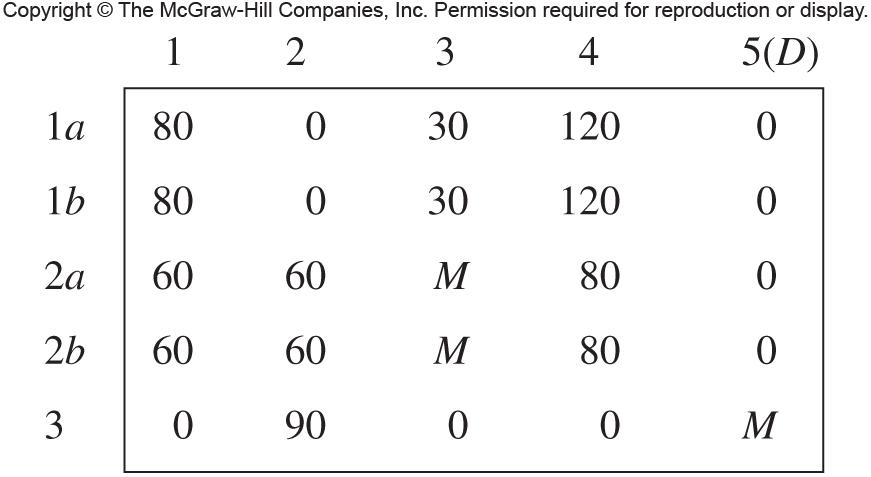 Copyright © The McGraw-Hill Companies, Inc. Permission required for reproduction or display.
1 2 3 4 5(D)
1a 80 0 30 120 0
1b 80 0 30 120 0
2a 60 60 M 80 0
2b 60 60 M 80 0
3 0 90 0 0 M